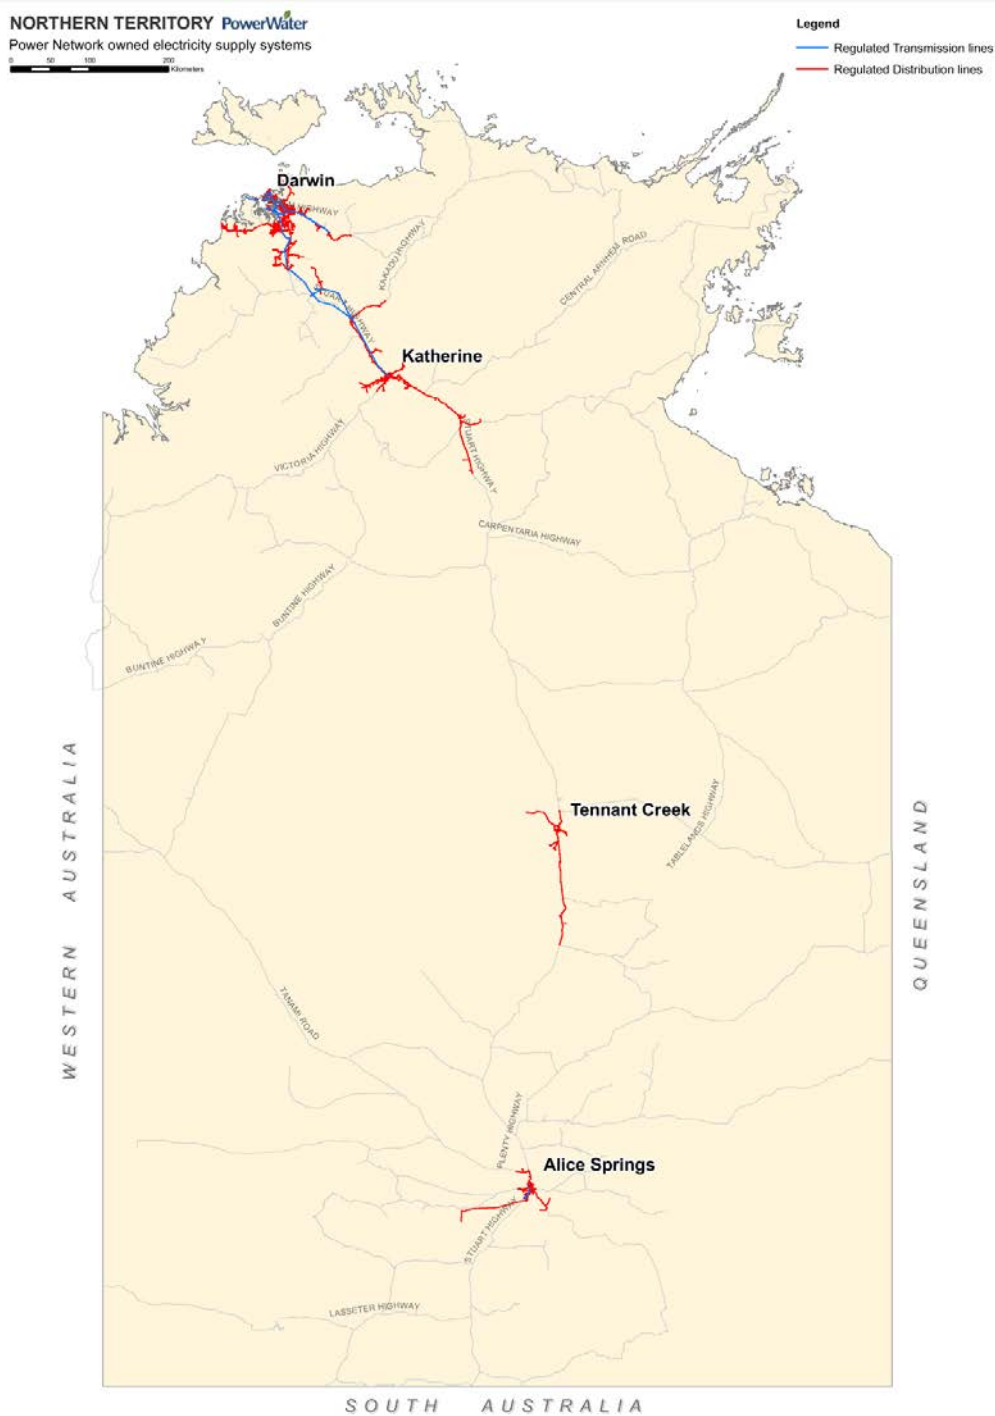 NORTHERN TERRITORY PowerWater
Power Network owned electricity supply systems
0 50 100 200
Kilometers
Legend
Regulated Transmission lines
Regulated Distribution lines
Darwin
HIGHWAY
KAKADU HIGHWAY
CENTRAL ARNHEM ROAD
UART HIGHWAY
Katherine
VICTORIA HIGHWAY
STUART HIGHWAY
CARPENTARIA HIGHWAY
BUNTINE HIGHWAY
BUNTINE HIGHWAY
WESTERN AUSTRALIA
Tennant Creek
TABLELANDS HIGHWAY
QUEENSLAND
TANAMI ROAD
PLENTY HIGHWAY
Alice Springs
STUART HIGHWAY
LASSETER HIGHWAY
SOUTH AUSTRALIA